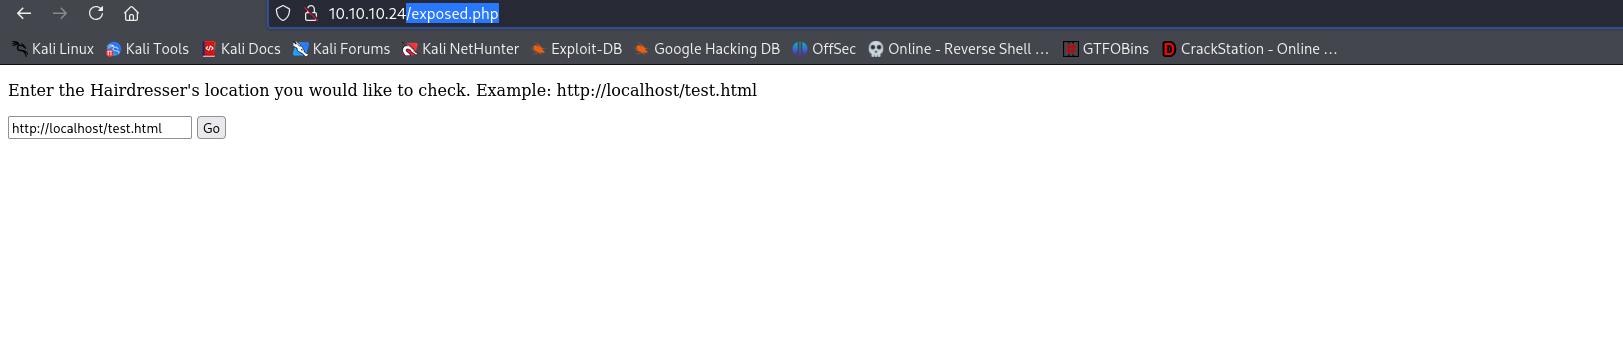 10.10.10.24/exposed.php
Kali Linux Kali Tools Kali Docs Kali Forums Kali NetHunter Exploit-DB Google Hacking DB OffSec Online - Reverse Shell … GTFOBins CrackStation - Online …
Enter the Hairdresser's location you would like to check. Example: http://localhost/test.html
http://localhost/test.html Go